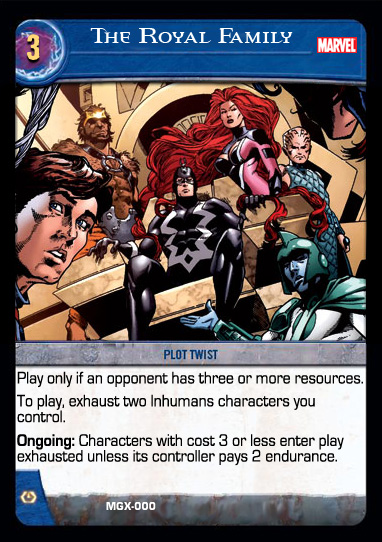 3
The Royal Family
MARVEL
PLOT TWIST
Play only if an opponent has three or more resources.
To play, exhaust two Inhumans characters you
control.
Ongoing: Characters with cost 3 or less enter play
exhausted unless its controller pays 2 endurance.
MGX-000